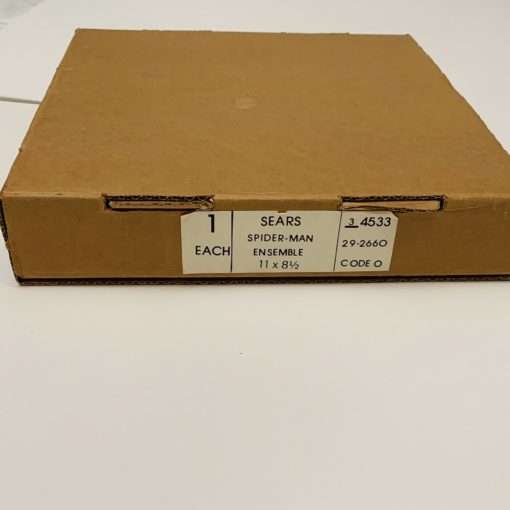 1
EACH
SEARS
SPIDER-MAN
ENSEMBLE
11 x 8½
3 4533
29-2660
CODE O